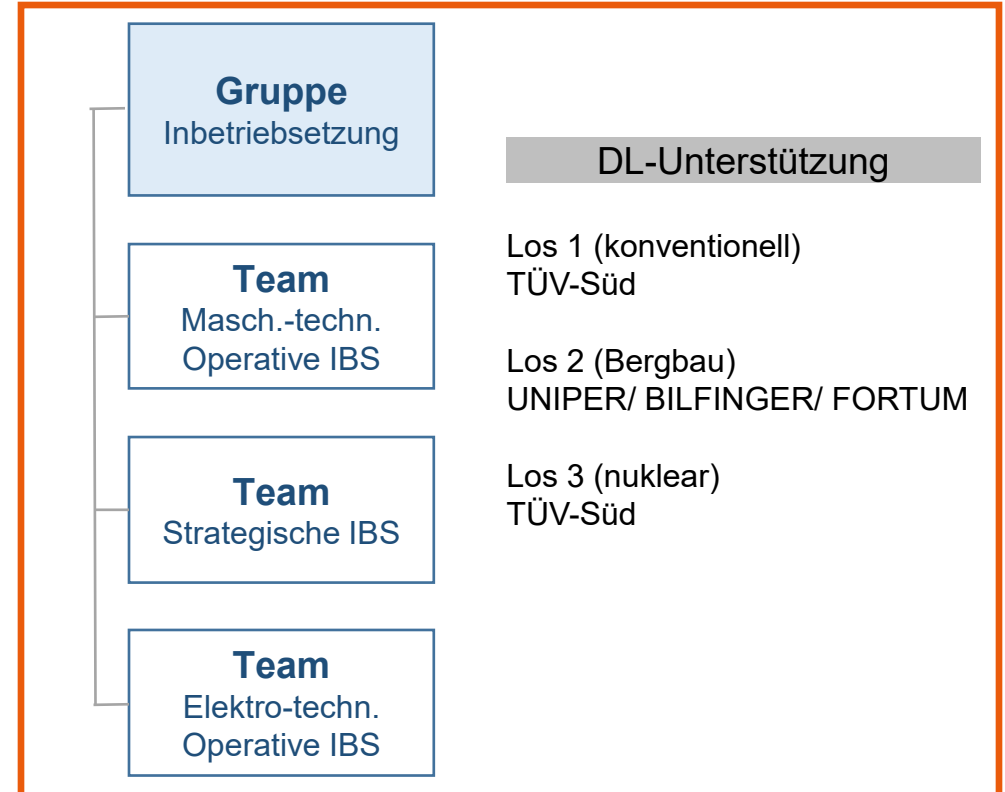 Gruppe
Inbetriebsetzung
Team
Masch.-techn.
Operative IBS
Team
Strategische IBS
Team
Elektro-techn.
Operative IBS
DL-Unterstützung
Los 1 (konventionell)
TÜV-Süd
Los 2 (Bergbau)
UNIPER/ BILFINGER/ FORTUM
Los 3 (nuklear)
TÜV-Süd